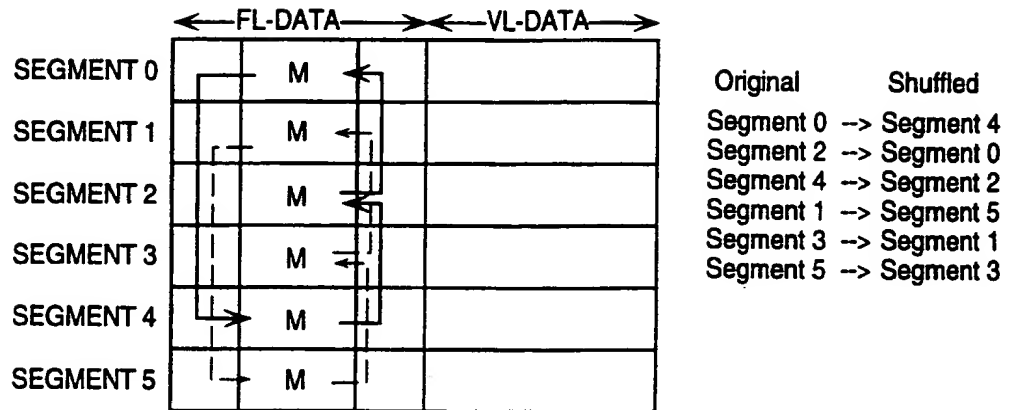 FL-DATA VL-DATA
SEGMENT 0 M
SEGMENT 1 M
SEGMENT 2 M
SEGMENT 3 M
SEGMENT 4 M
SEGMENT 5 M
Original Shuffled
Segment 0 --> Segment 4
Segment 2 --> Segment 0
Segment 4 --> Segment 2
Segment 1 --> Segment 5
Segment 3 --> Segment 1
Segment 5 --> Segment 3